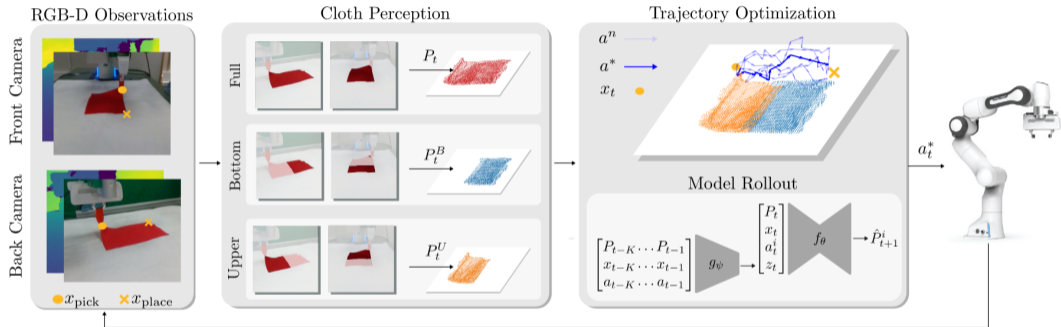 RGB-D Observations
Front Camera
Back Camera
x_pick
x_place
Cloth Perception
Full
P_t
Bottom
P_t^B
Upper
P_t^U
Trajectory Optimization
a^n
a^*
x_t
Model Rollout
P_{t-K} ... P_{t-1}
x_{t-K} ... x_{t-1}
a_{t-K} ... a_{t-1}
g_ψ
P_t
x_t
a_t^i
z_t
f_θ
P̂_{t+1}^i
a_t^*